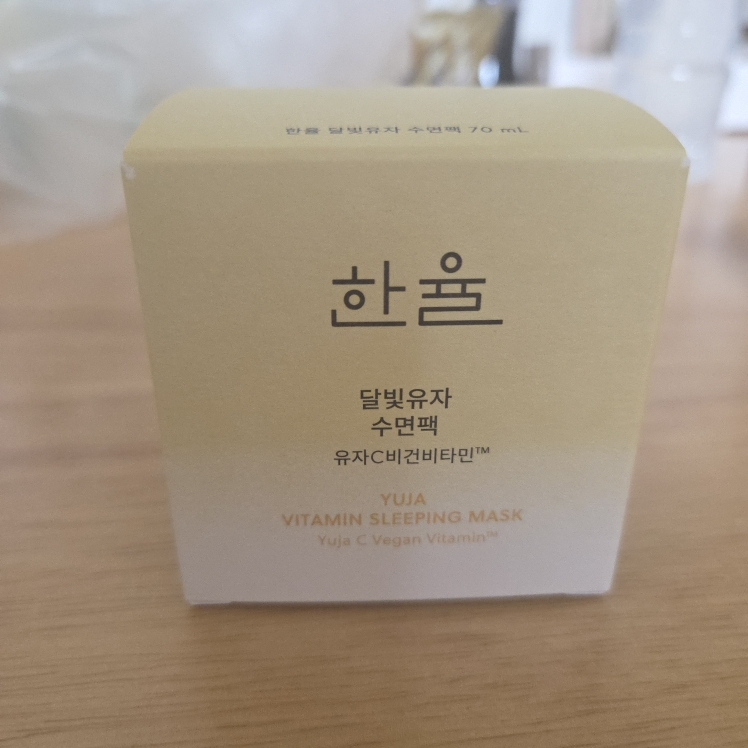 한율 달빛유자 수면팩 70 mL
한율
달빛유자
수면팩
유자C비건비타민™
YUJA
VITAMIN SLEEPING MASK
Yuja C Vegan Vitamin™